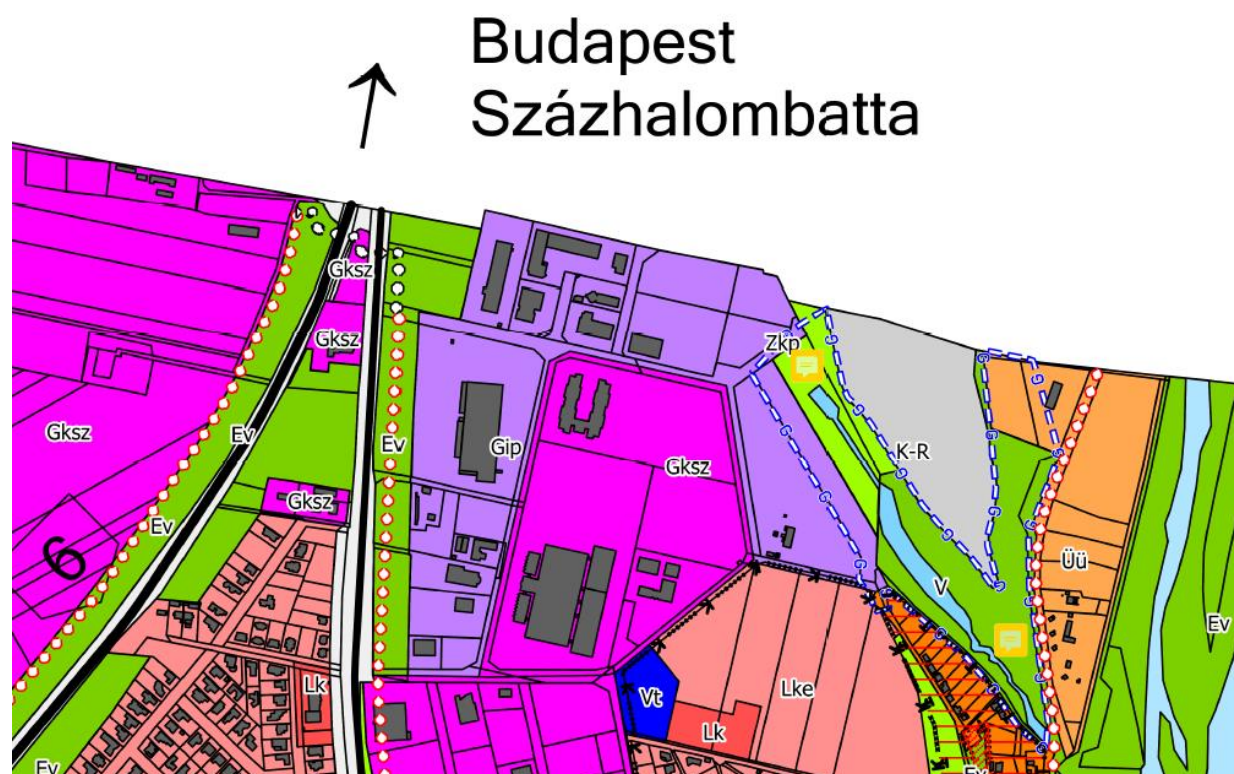 Budapest
Százhalombatta
Gksz
Gksz
Zkp
Gksz
Ev
Ev
Gip
Gksz
K-R
Gksz
Ev
6
Üü
V
Ev
Lk
Vt
Lke
Lk
Ev
Ev
G G G G G G G G G G G G